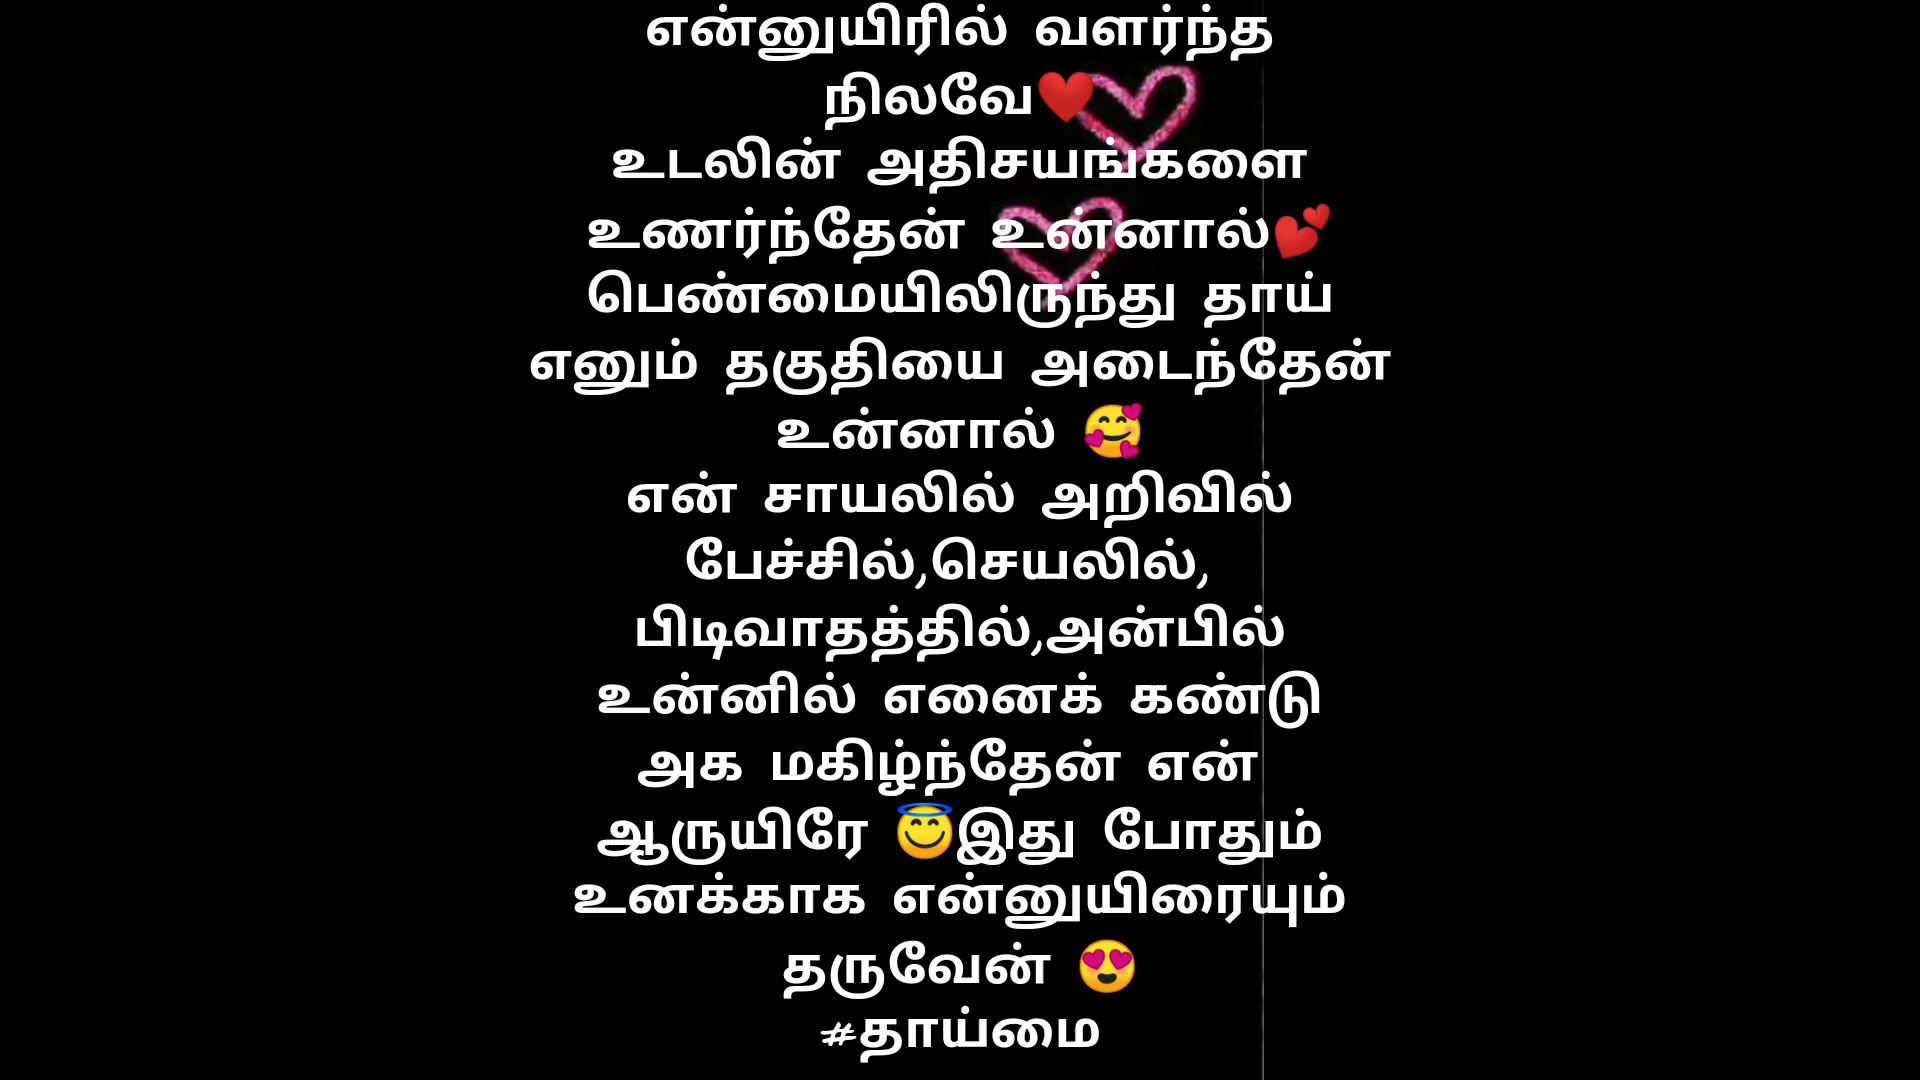 என்னுயிரில் வளர்ந்த
நிலவே❤️
உடலின் அதிசயங்களை
உணர்ந்தேன் உன்னால்💕
பெண்மையிலிருந்து தாய்
எனும் தகுதியை அடைந்தேன்
உன்னால் 🥰
என் சாயலில் அறிவில்
பேச்சில்,செயலில்,
பிடிவாதத்தில்,அன்பில்
உன்னில் எனைக் கண்டு
அக மகிழ்ந்தேன் என்
ஆருயிரே 😇இது போதும்
உனக்காக என்னுயிரையும்
தருவேன் 😍
#தாய்மை